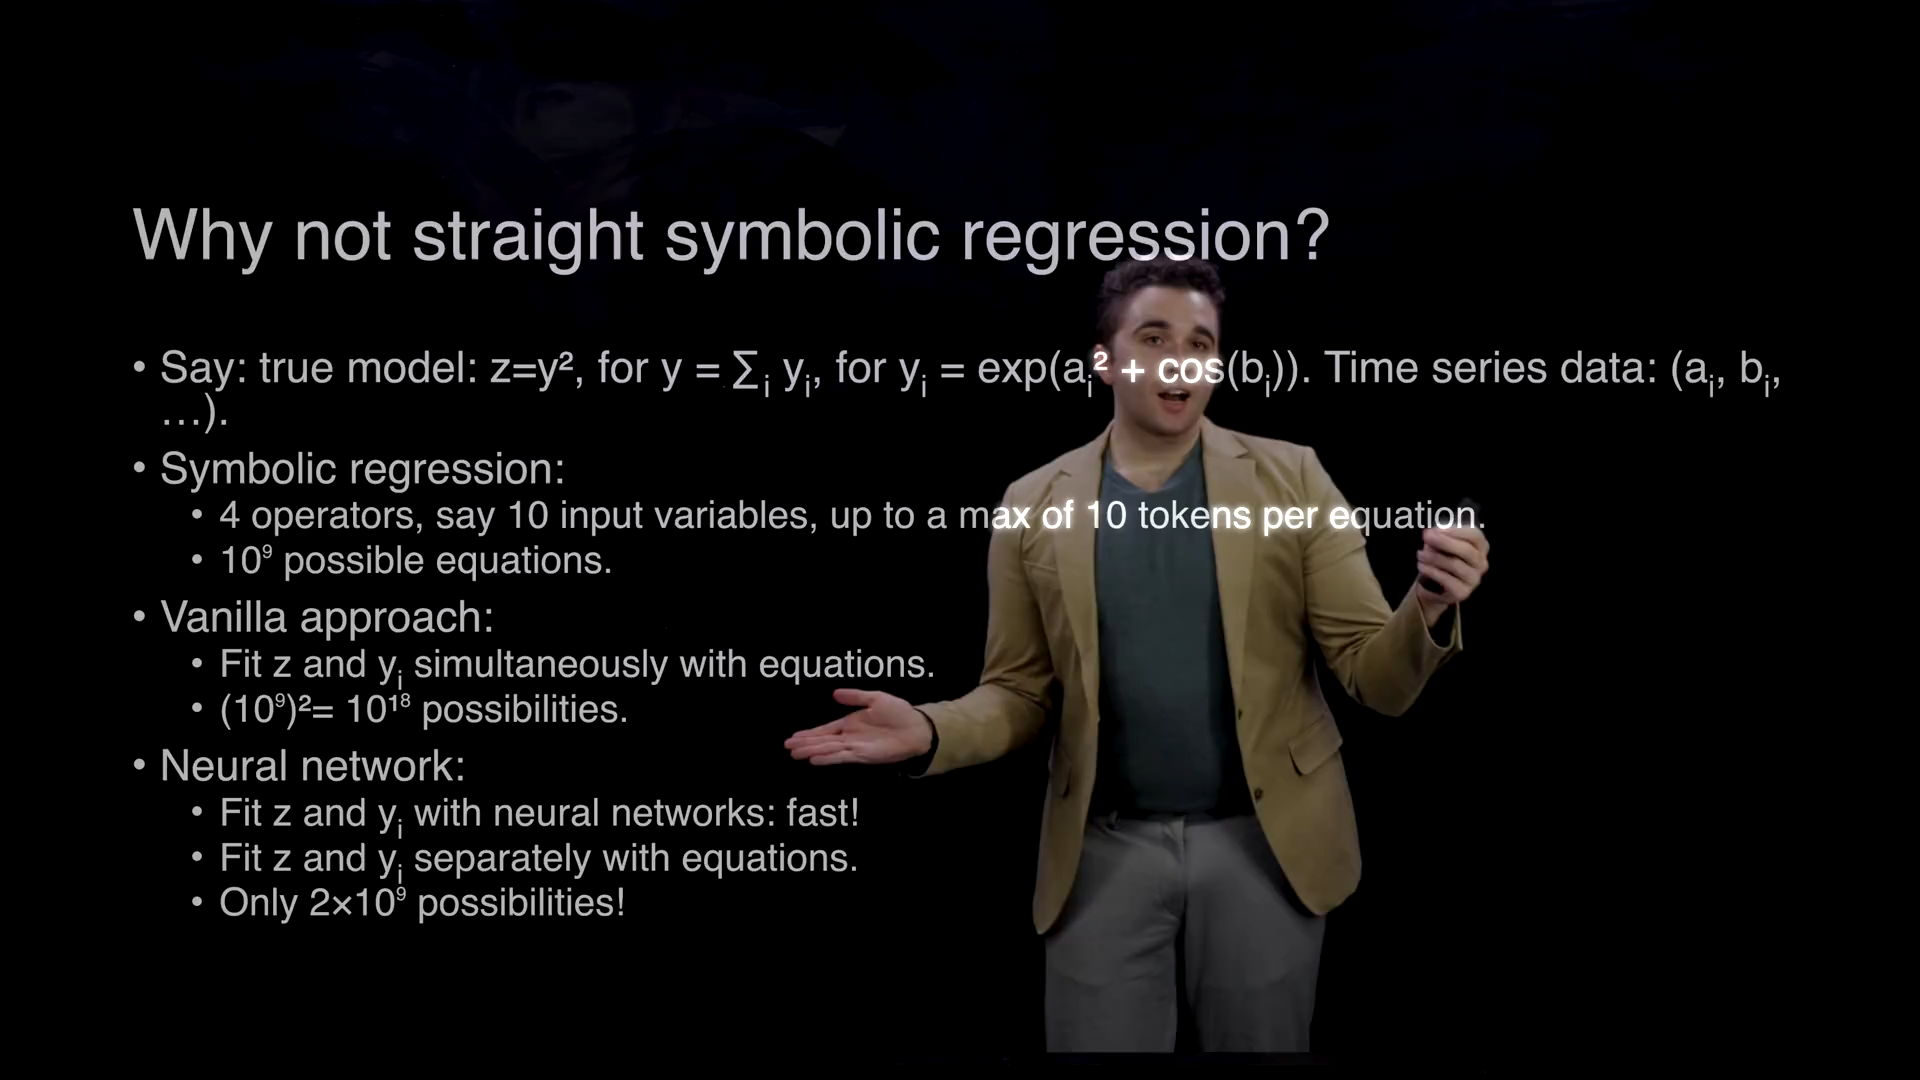 Why not straight symbolic regression?
• Say: true model: z=y², for y = ∑ᵢ yᵢ, for yᵢ = exp(aᵢ² + cos(bᵢ)). Time series data: (aᵢ, bᵢ,
…).
• Symbolic regression:
• 4 operators, say 10 input variables, up to a max of 10 tokens per equation.
• 10⁹ possible equations.
• Vanilla approach:
• Fit z and yᵢ simultaneously with equations.
• (10⁹)²= 10¹⁸ possibilities.
• Neural network:
• Fit z and yᵢ with neural networks: fast!
• Fit z and yᵢ separately with equations.
• Only 2×10⁹ possibilities!